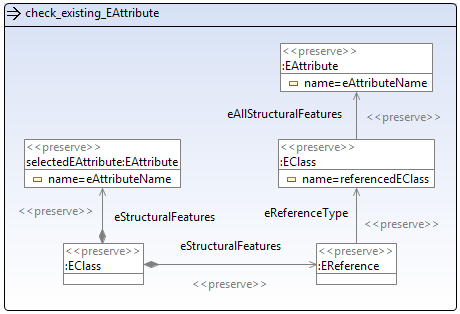 check_existing_EAttribute
<<preserve>>
:EAttribute
name=eAttributeName
eAllStructuralFeatures
<<preserve>>
<<preserve>>
selectedEAttribute:EAttribute
name=eAttributeName
<<preserve>>
:EClass
name=referencedEClass
<<preserve>>
eStructuralFeatures
eReferenceType
<<preserve>>
<<preserve>>
:EClass
eStructuralFeatures
<<preserve>>
<<preserve>>
:EReference